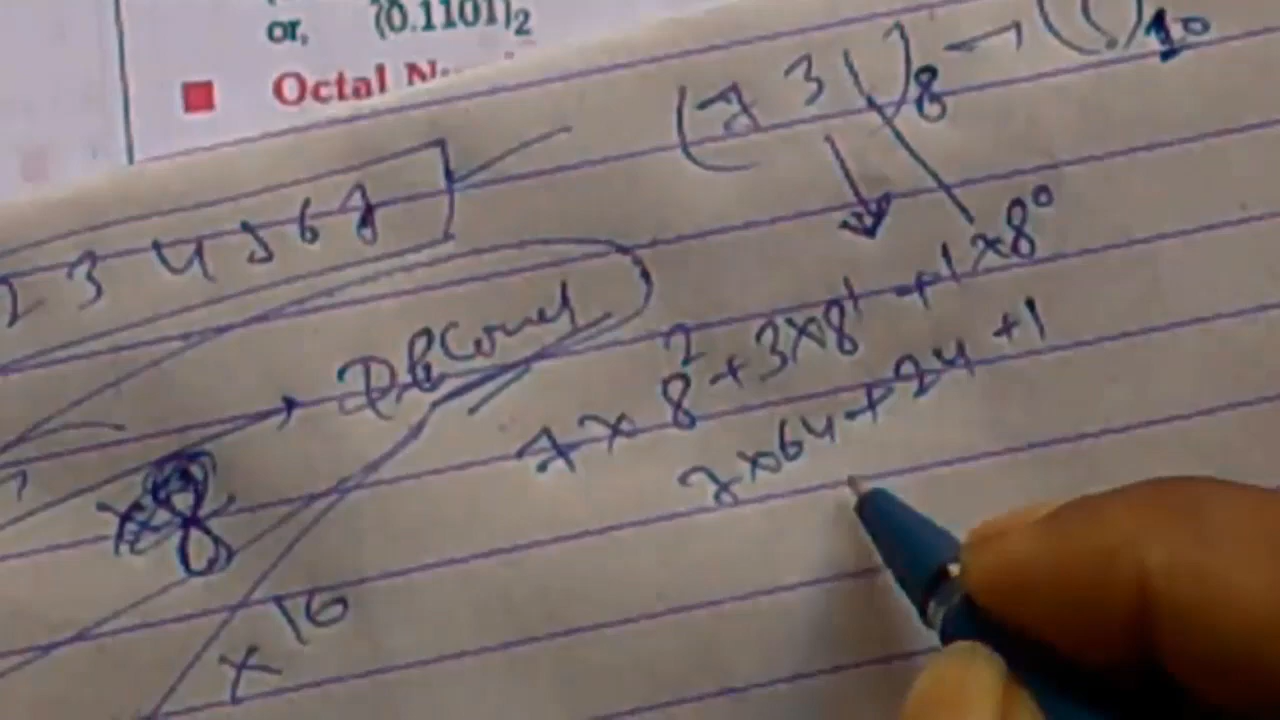 or, (0.1101)₂
■ Octal N
(7 3 1)₈ → (?)₁₀
2 3 4 5 6 7
7 × 8² + 3×8¹ + 1×8⁰
7×64 + 24 + 1
×8
×16